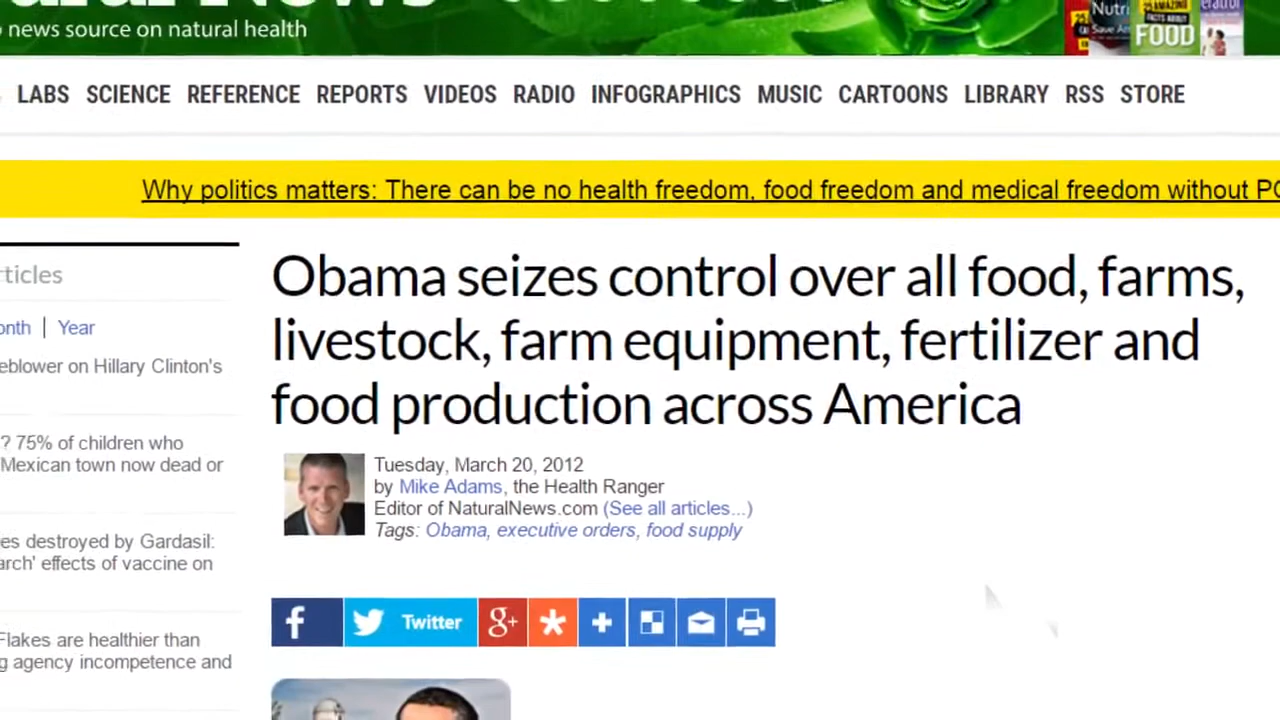 news source on natural health
Nutri
FOOD
LABS SCIENCE REFERENCE REPORTS VIDEOS RADIO INFOGRAPHICS MUSIC CARTOONS LIBRARY RSS STORE
Why politics matters: There can be no health freedom, food freedom and medical freedom without PO
rticles
onth | Year
eblower on Hillary Clinton's
? 75% of children who
Mexican town now dead or
es destroyed by Gardasil:
arch' effects of vaccine on
Flakes are healthier than
g agency incompetence and
Obama seizes control over all food, farms,
livestock, farm equipment, fertilizer and
food production across America
Tuesday, March 20, 2012
by Mike Adams, the Health Ranger
Editor of NaturalNews.com (See all articles...)
Tags: Obama, executive orders, food supply
f Twitter g+